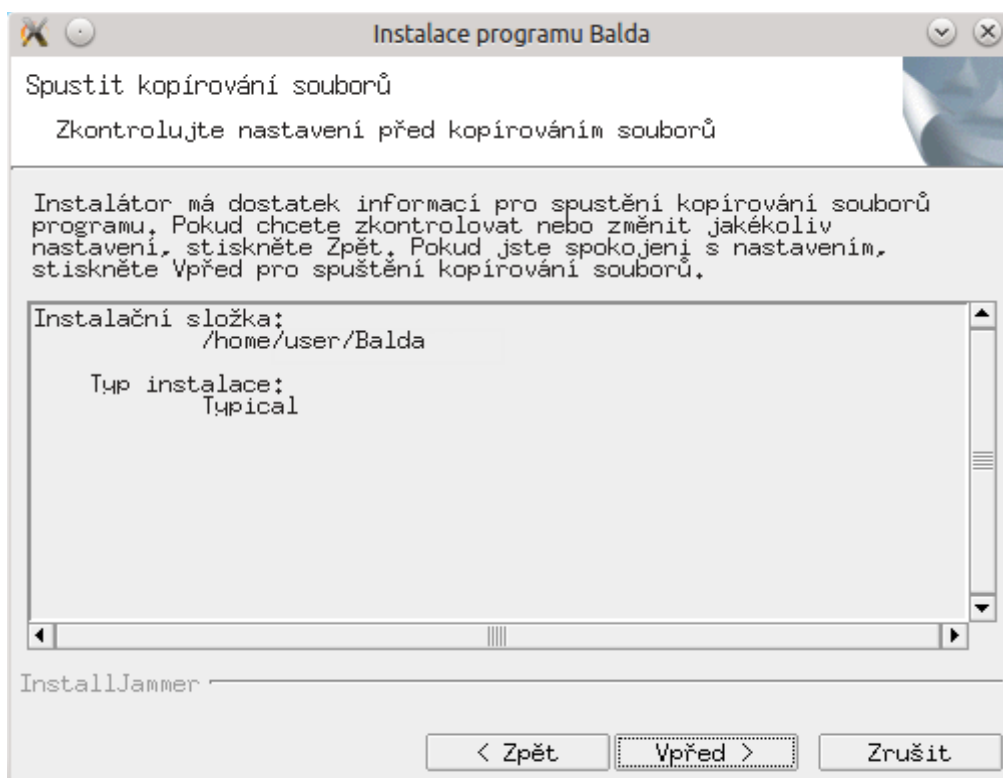 Instalace programu Balda
Spustit kopírování souborů
Zkontrolujte nastavení před kopírováním souborů
Instalátor má dostatek informací pro spustění kopírování souborů
programu. Pokud chcete zkontrolovat nebo změnit jakékoliv
nastavení, stiskněte Zpět. Pokud jste spokojeni s nastavením,
stiskněte Vpřed pro spuštění kopírování souborů.
Instalační složka:
/home/user/Balda
Typ instalace:
Typical
InstallJammer
< Zpět
Vpřed >
Zrušit